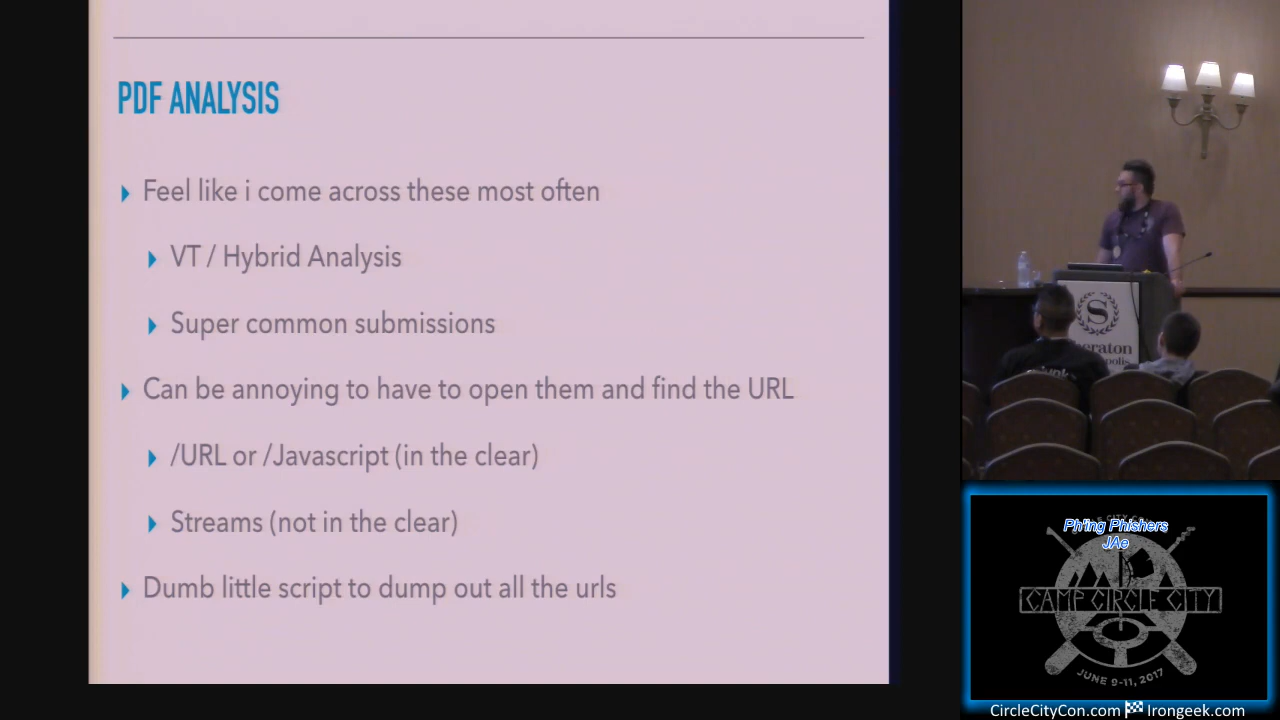 PDF ANALYSIS
Feel like i come across these most often
VT / Hybrid Analysis
Super common submissions
Can be annoying to have to open them and find the URL
/URL or /Javascript (in the clear)
Streams (not in the clear)
Dumb little script to dump out all the urls
S
Ph'ing Phishers
JAe
CAMP CIRCLE CITY
JUNE 9-11, 2017
CircleCityCon.com Irongeek.com